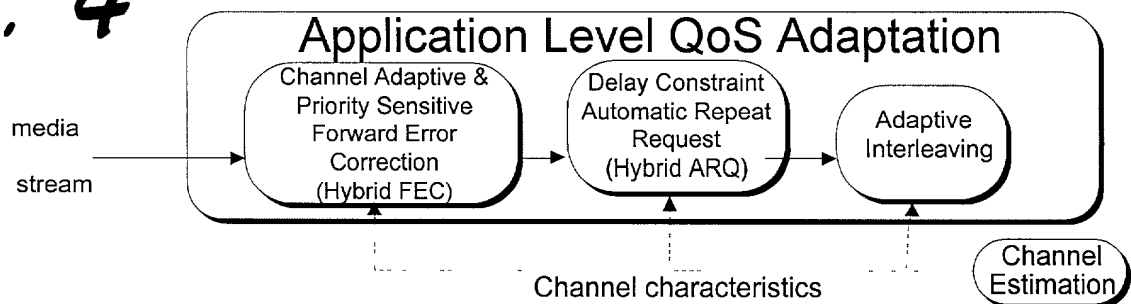 . 4
Application Level QoS Adaptation
media
stream
Channel Adaptive &
Priority Sensitive
Forward Error
Correction
(Hybrid FEC)
Delay Constraint
Automatic Repeat
Request
(Hybrid ARQ)
Adaptive
Interleaving
Channel characteristics
Channel
Estimation